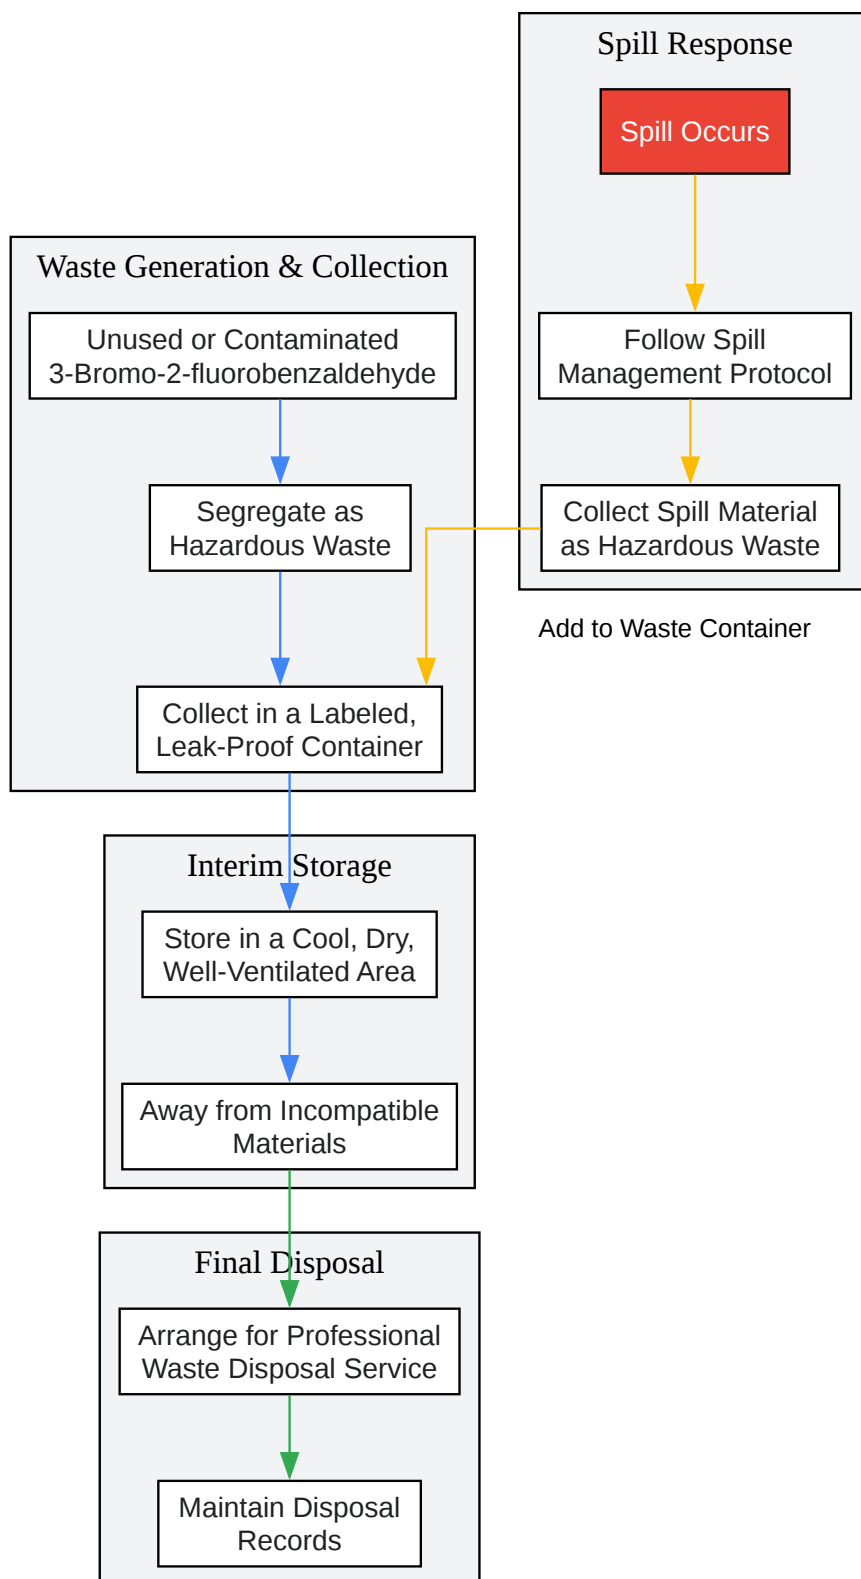 Spill Response
Spill Occurs
Follow Spill
Management Protocol
Collect Spill Material
as Hazardous Waste
Add to Waste Container
Waste Generation & Collection
Unused or Contaminated
3-Bromo-2-fluorobenzaldehyde
Segregate as
Hazardous Waste
Collect in a Labeled,
Leak-Proof Container
Interim Storage
Store in a Cool, Dry,
Well-Ventilated Area
Away from Incompatible
Materials
Final Disposal
Arrange for Professional
Waste Disposal Service
Maintain Disposal
Records